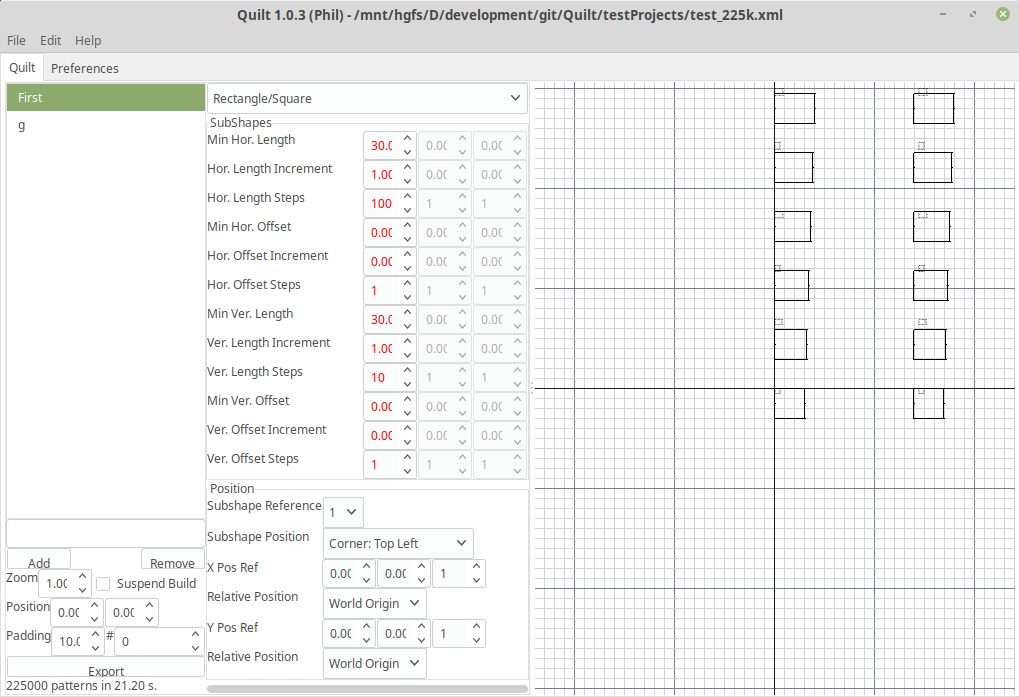 Quilt 1.0.3 (Phil) - /mnt/hgfs/D/development/git/Quilt/testProjects/test_225k.xml
File Edit Help
Quilt Preferences
First
g
Rectangle/Square
SubShapes
Min Hor. Length 30.0 0.00 0.00
Hor. Length Increment 1.00 0.00 0.00
Hor. Length Steps 100 1 1
Min Hor. Offset 0.00 0.00 0.00
Hor. Offset Increment 0.00 0.00 0.00
Hor. Offset Steps 1 1 1
Min Ver. Length 30.0 0.00 0.00
Ver. Length Increment 1.00 0.00 0.00
Ver. Length Steps 10 1 1
Min Ver. Offset 0.00 0.00 0.00
Ver. Offset Increment 0.00 0.00 0.00
Ver. Offset Steps 1 1 1
Position
Subshape Reference 1
Subshape Position Corner: Top Left
X Pos Ref 0.00 0.00 1
Relative Position World Origin
Y Pos Ref 0.00 0.00 1
Relative Position World Origin
Add Remove
Zoom 1.00 Suspend Build
Position 0.00 0.00
Padding 10.0 # 0
Export
225000 patterns in 21.20 s.